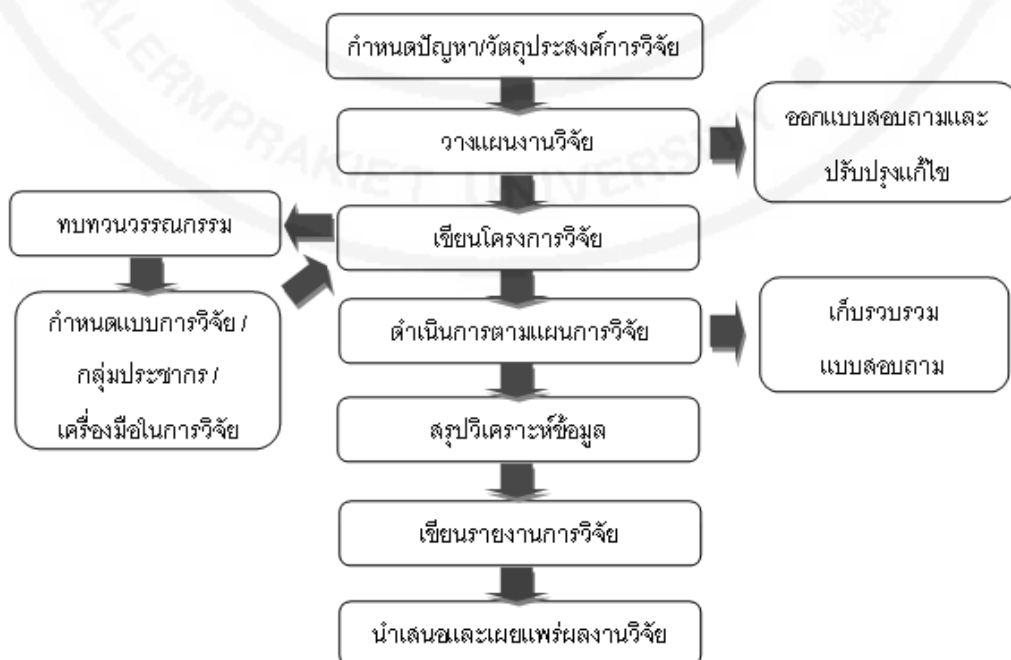 กำหนดปัญหา/วัตถุประสงค์การวิจัย
วางแผนงานวิจัย
ออกแบบสอบถามและ
ปรับปรุงแก้ไข
ทบทวนวรรณกรรม
เขียนโครงการวิจัย
กำหนดแบบการวิจัย /
กลุ่มประชากร /
เครื่องมือในการวิจัย
ดำเนินการตามแผนการวิจัย
เก็บรวบรวม
แบบสอบถาม
สรุปวิเคราะห์ข้อมูล
เขียนรายงานการวิจัย
นำเสนอและเผยแพร่ผลงานวิจัย
ALERMPRAKIET UNIVERSITY